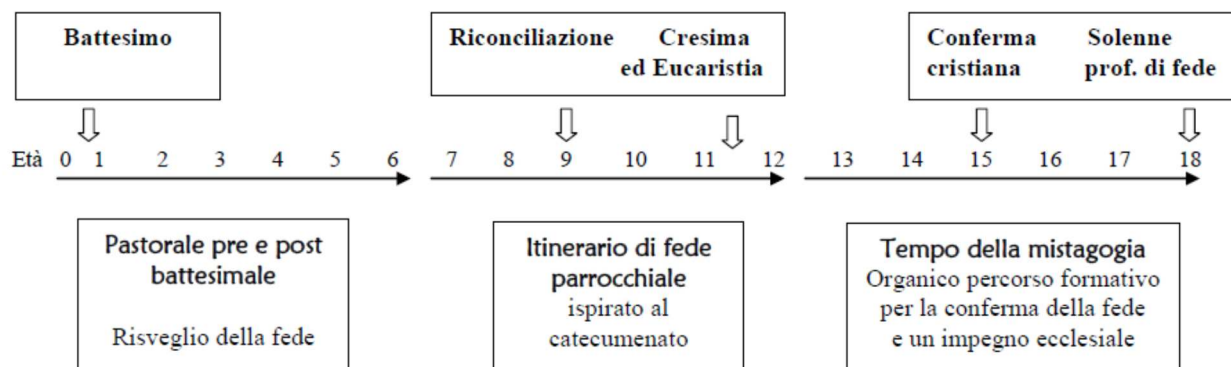 Battesimo
Riconciliazione Cresima
ed Eucaristia
Conferma Solenne
cristiana prof. di fede
Età 0 1 2 3 4 5 6 7 8 9 10 11 12 13 14 15 16 17 18
Pastorale pre e post
battesimale
Risveglio della fede
Itinerario di fede
parrocchiale
ispirato al
catecumenato
Tempo della mistagogia
Organico percorso formativo
per la conferma della fede
e un impegno ecclesiale